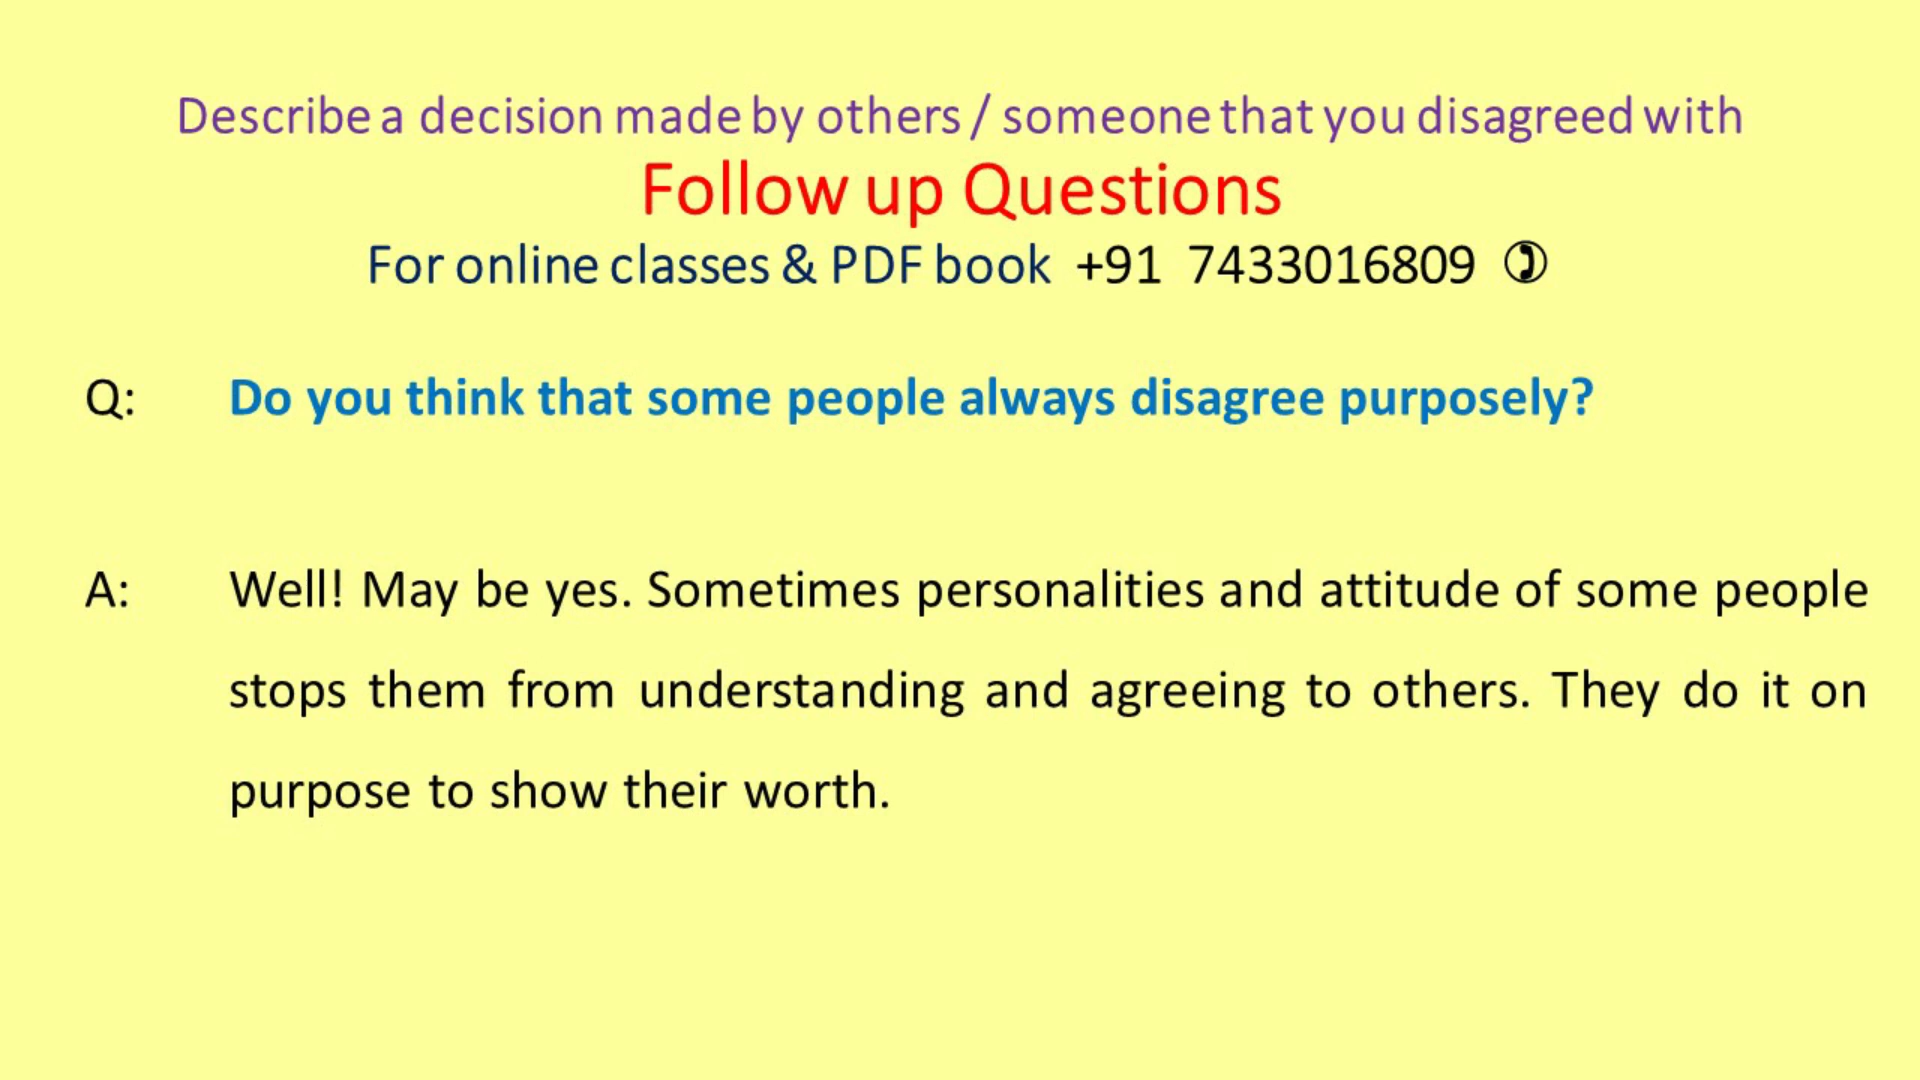 Describe a decision made by others / someone that you disagreed with
Follow up Questions
For online classes & PDF book +91 7433016809 ✆
Q: Do you think that some people always disagree purposely?
A: Well! May be yes. Sometimes personalities and attitude of some people
stops them from understanding and agreeing to others. They do it on
purpose to show their worth.